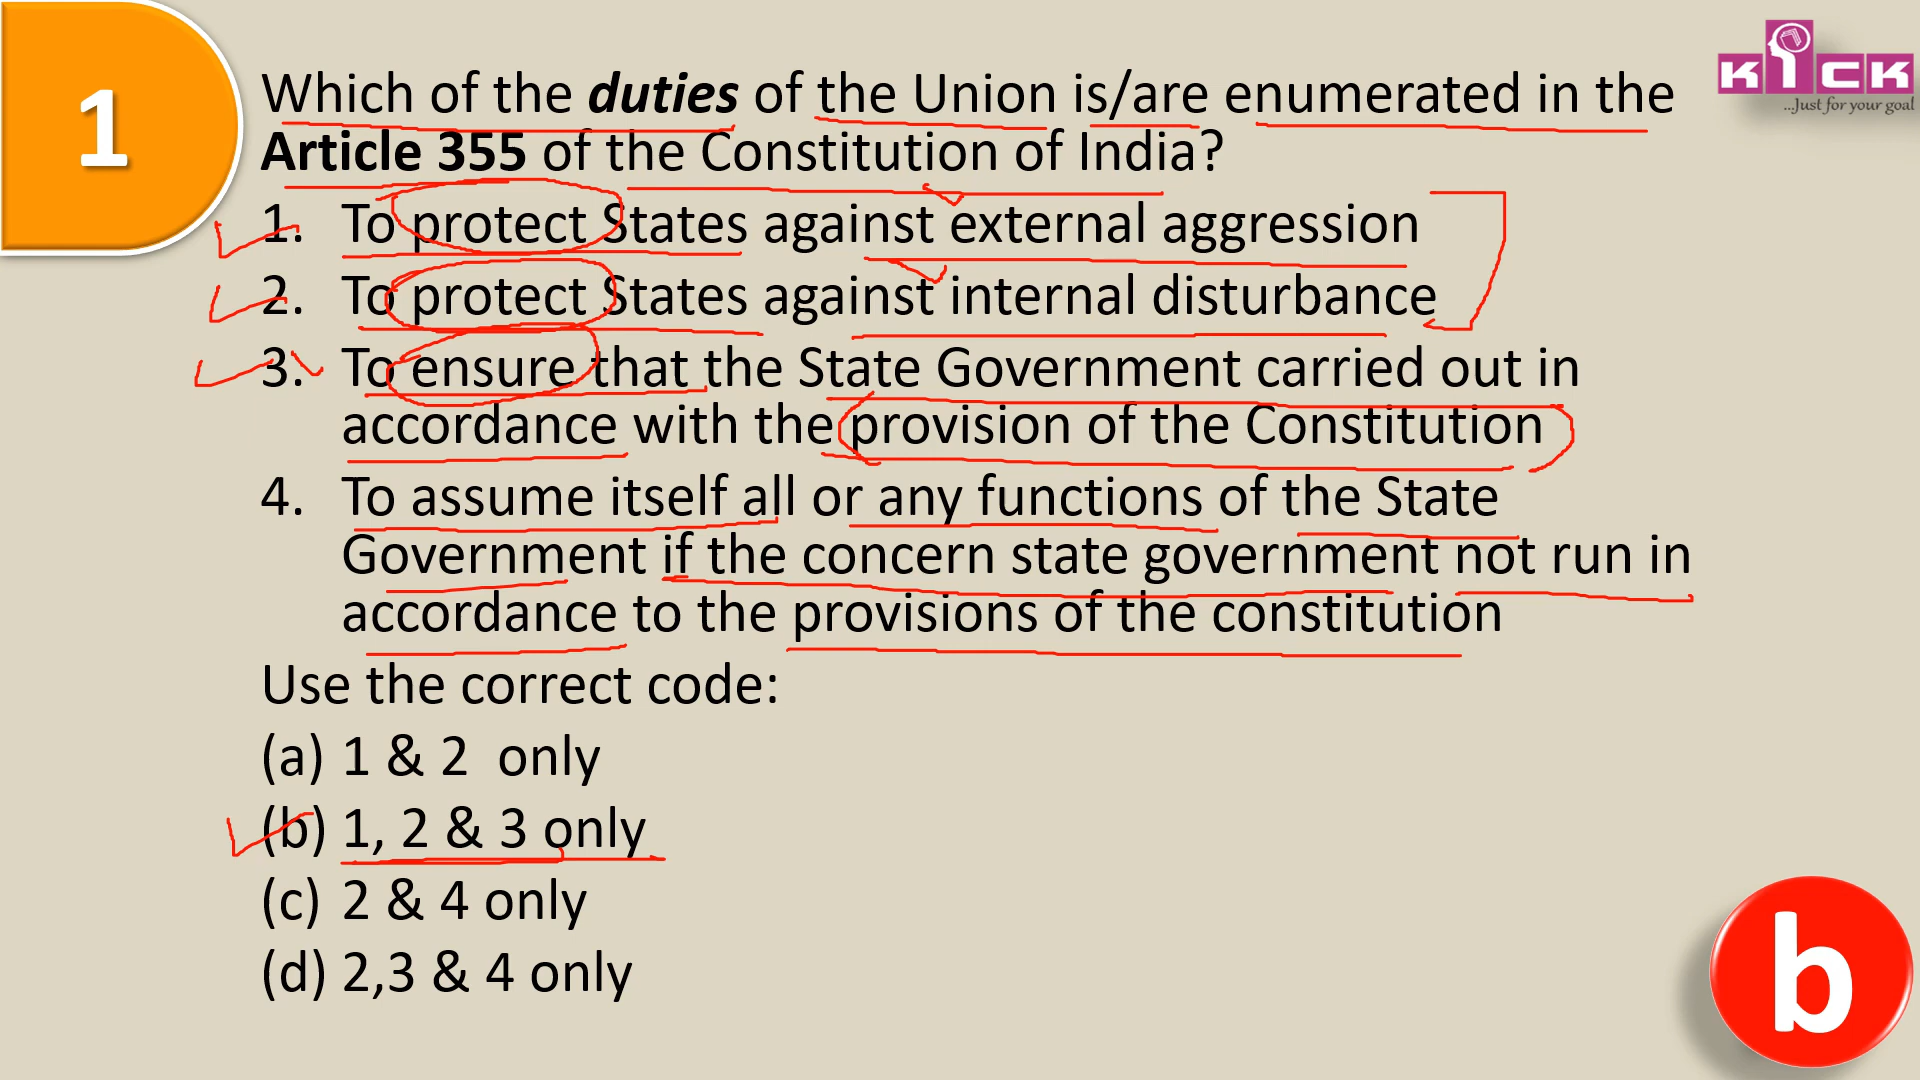 1
KICK
...Just for your goal
Which of the duties of the Union is/are enumerated in the
Article 355 of the Constitution of India?
1. To protect States against external aggression
2. To protect States against internal disturbance
3. To ensure that the State Government carried out in
accordance with the provision of the Constitution
4. To assume itself all or any functions of the State
Government if the concern state government not run in
accordance to the provisions of the constitution
Use the correct code:
(a) 1 & 2 only
(b) 1, 2 & 3 only
(c) 2 & 4 only
(d) 2,3 & 4 only
b